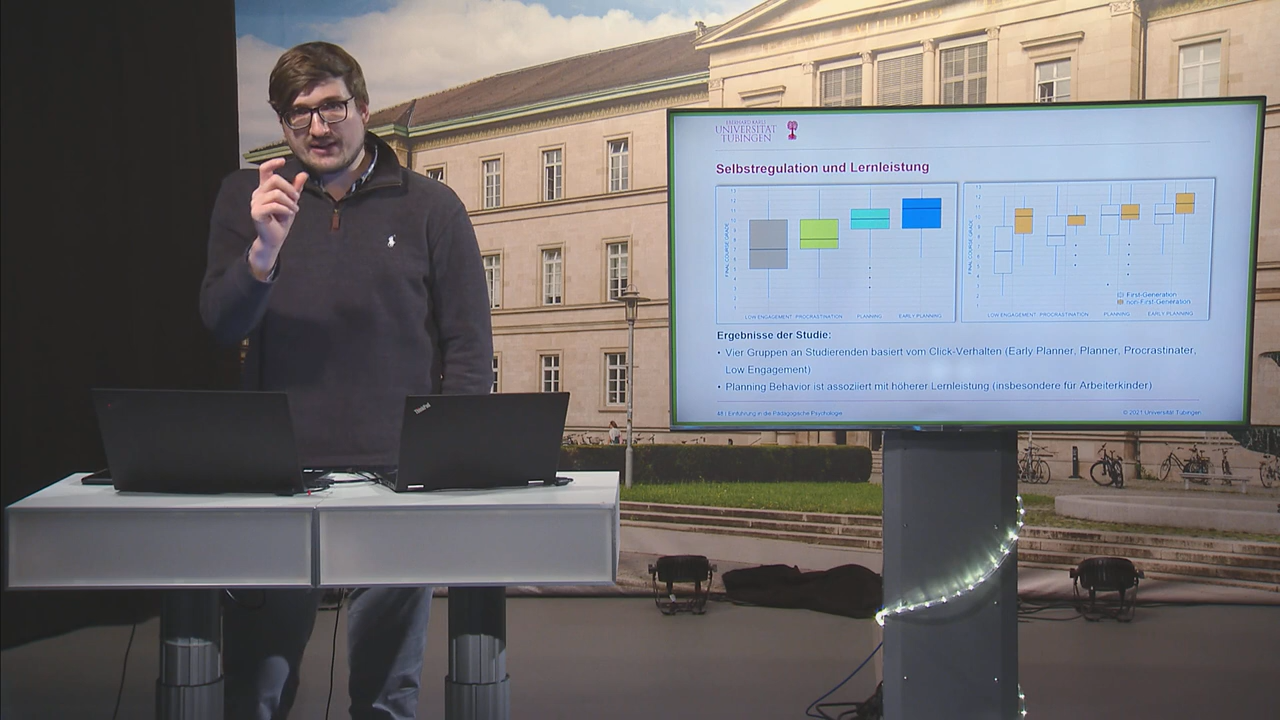 EBERHARD KARLS
UNIVERSITÄT
TÜBINGEN
Selbstregulation und Lernleistung
FINAL COURSE GRADE
LOW ENGAGEMENT PROCRASTINATION PLANNING EARLY PLANNING
FINAL COURSE GRADE
First-Generation
non-First-Generation
LOW ENGAGEMENT PROCRASTINATION PLANNING EARLY PLANNING
Ergebnisse der Studie:
• Vier Gruppen an Studierenden basiert vom Click-Verhalten (Early Planner, Planner, Procrastinater,
Low Engagement)
• Planning Behavior ist assoziiert mit höherer Lernleistung (insbesondere für Arbeiterkinder)
48 | Einführung in die Pädagogische Psychologie
© 2021 Universität Tübingen
ThinkPad